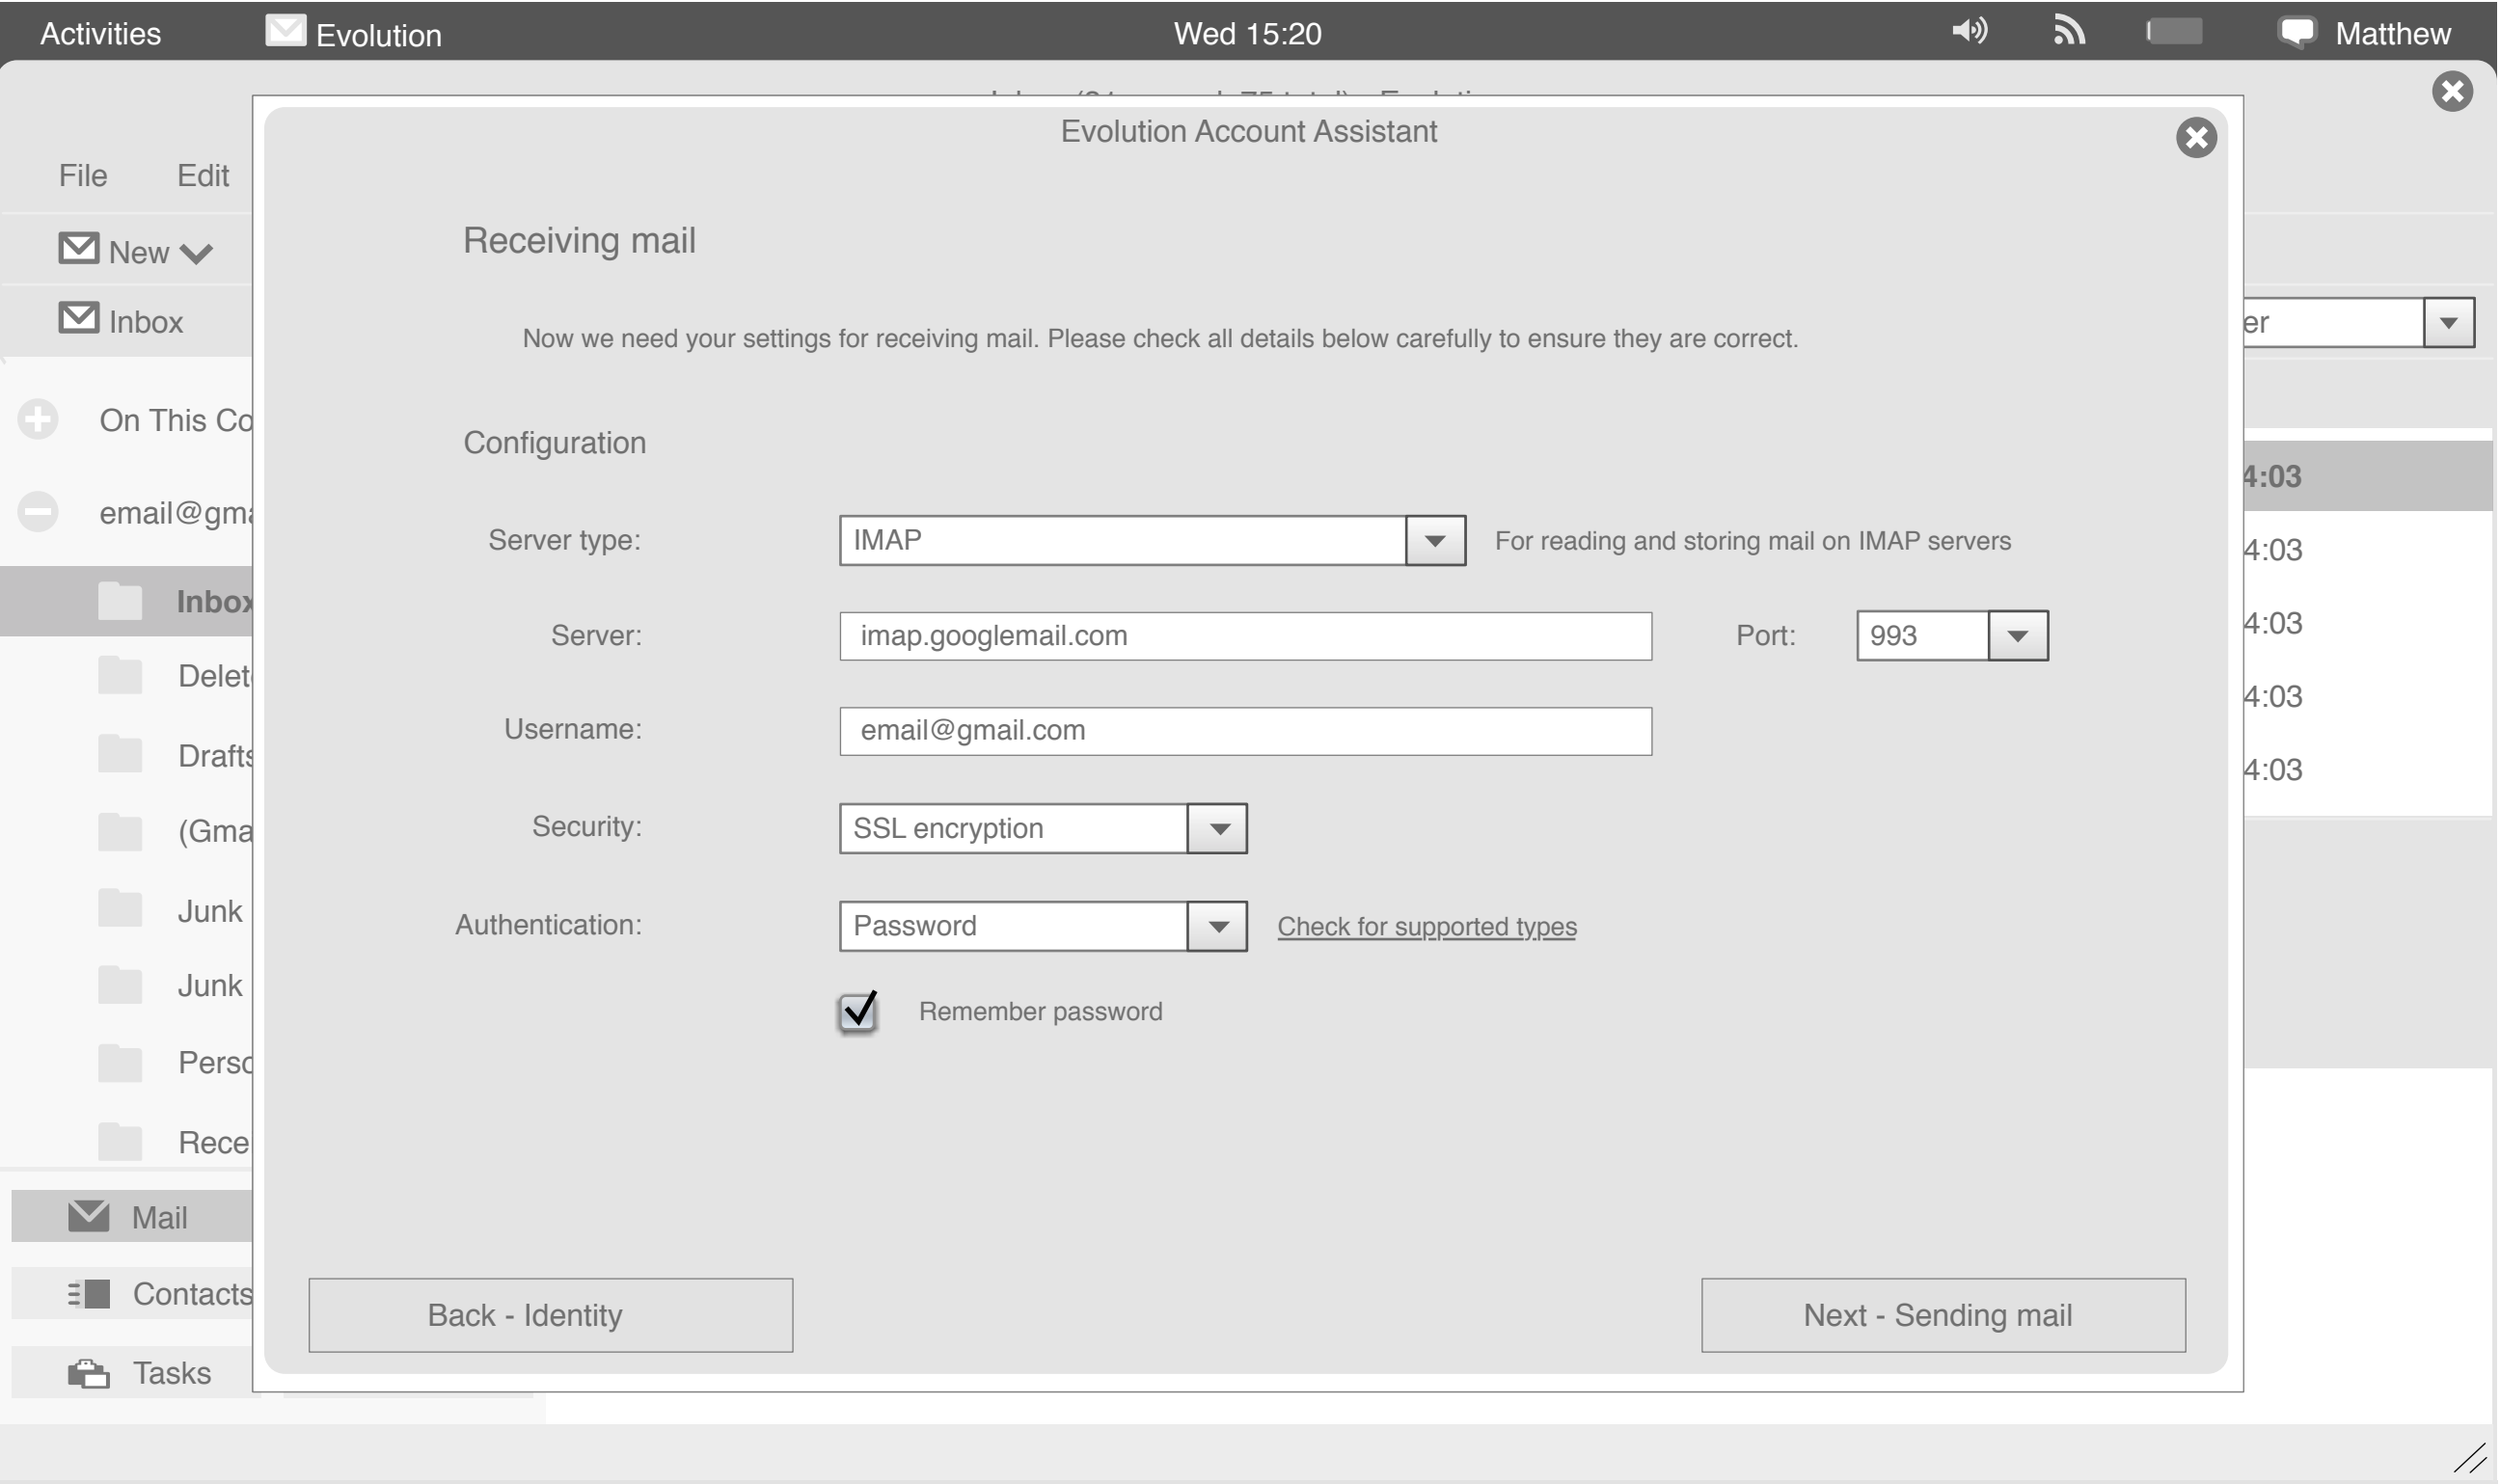 Activities
Evolution
Wed 15:20
Matthew
Evolution Account Assistant
File
Edit
Receiving mail
New
Inbox
er
Now we need your settings for receiving mail. Please check all details below carefully to ensure they are correct.
On This Co
Configuration
4:03
email@gma
Server type:
IMAP
For reading and storing mail on IMAP servers
4:03
Inbox
Server:
imap.googlemail.com
Port:
993
4:03
Delet
Username:
email@gmail.com
4:03
Drafts
4:03
(Gma
Security:
SSL encryption
Junk
Authentication:
Password
Check for supported types
Junk
Remember password
Perso
Rece
Mail
Contacts
Back - Identity
Next - Sending mail
Tasks